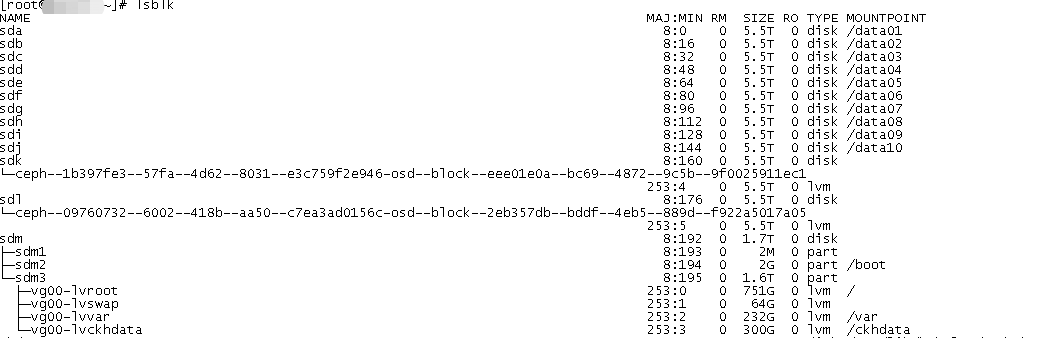 [root@ ~]# lsblk
NAME MAJ:MIN RM SIZE RO TYPE MOUNTPOINT
sda 8:0 0 5.5T 0 disk /data01
sdb 8:16 0 5.5T 0 disk /data02
sdc 8:32 0 5.5T 0 disk /data03
sdd 8:48 0 5.5T 0 disk /data04
sde 8:64 0 5.5T 0 disk /data05
sdf 8:80 0 5.5T 0 disk /data06
sdg 8:96 0 5.5T 0 disk /data07
sdh 8:112 0 5.5T 0 disk /data08
sdi 8:128 0 5.5T 0 disk /data09
sdj 8:144 0 5.5T 0 disk /data10
sdk 8:160 0 5.5T 0 disk
└─ceph--1b397fe3--57fa--4d62--8031--e3c759f2e946-osd--block--eee01e0a--bc69--4872--9c5b--9f0025911ec1
253:4 0 5.5T 0 lvm
sdl 8:176 0 5.5T 0 disk
└─ceph--09760732--6002--418b--aa50--c7ea3ad0156c-osd--block--2eb357db--bddf--4eb5--889d--f922a5017a05
253:5 0 5.5T 0 lvm
sdm 8:192 0 1.7T 0 disk
├─sdm1 8:193 0 2M 0 part
├─sdm2 8:194 0 2G 0 part /boot
└─sdm3 8:195 0 1.6T 0 part
├─vg00-lvroot 253:0 0 751G 0 lvm /
├─vg00-lvswap 253:1 0 64G 0 lvm
├─vg00-lvvar 253:2 0 232G 0 lvm /var
└─vg00-lvckhdata 253:3 0 300G 0 lvm /ckhdata